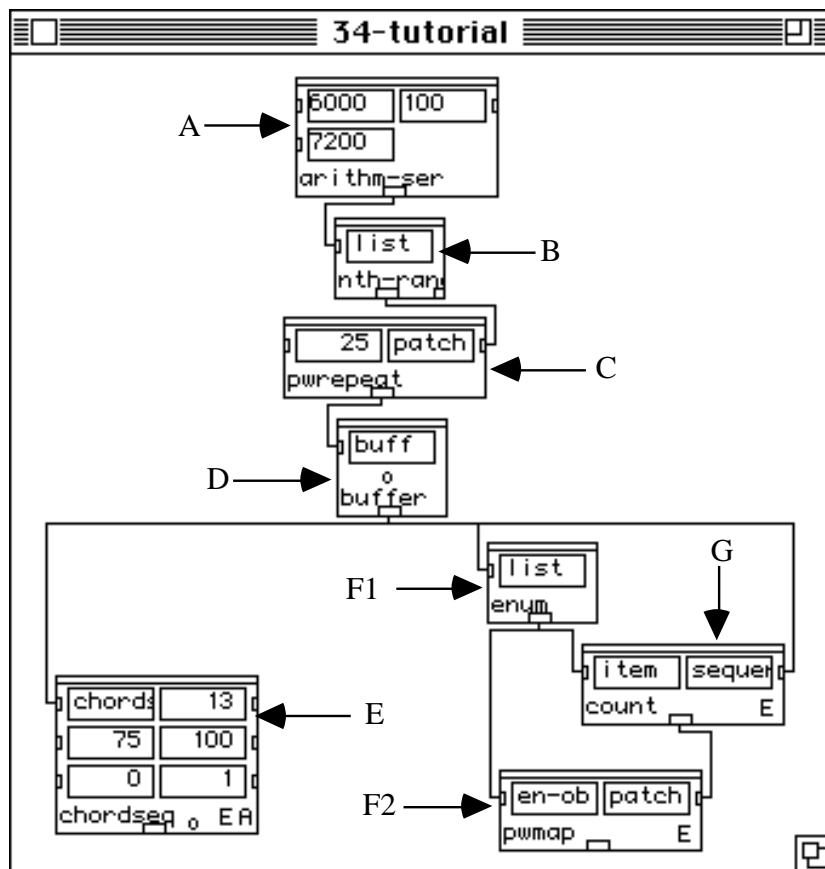 34-tutorial
6000 100
A
7200
arithm-ser
list
B
nth-ran
25 patch
C
pwrepeat
buff
D
buffer
G
list
F1
enum
item sequen
chords 13
E
count E
75 100
en-ob patch
F2
0 1
chordseq EA
pwmap E